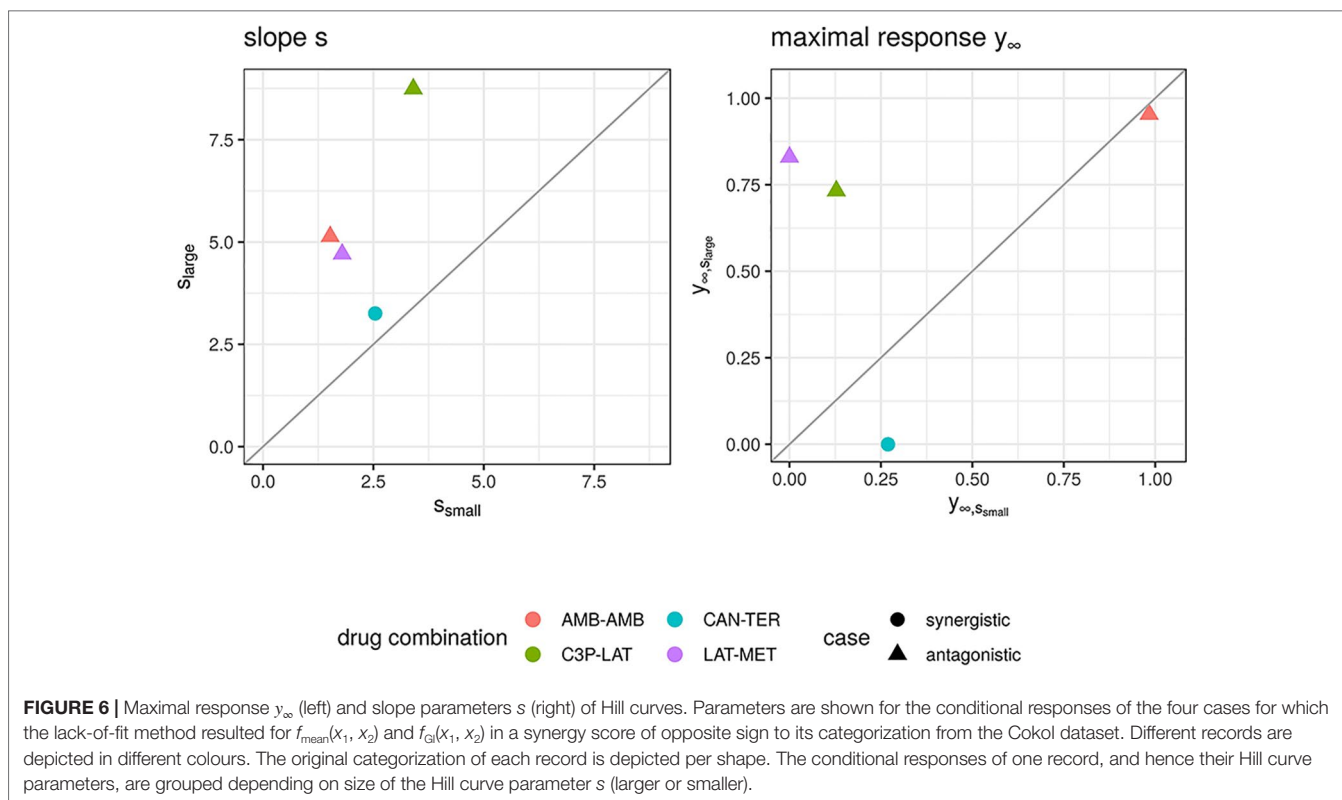 slope s
maximal response y∞
7.5
5.0
2.5
0.0
s_large
0.0 2.5 5.0 7.5
s_small
1.00
0.75
0.50
0.25
0.00
y∞,s_large
0.00 0.25 0.50 0.75 1.00
y∞,s_small
drug combination
AMB-AMB
CAN-TER
C3P-LAT
LAT-MET
case
synergistic
antagonistic
FIGURE 6 | Maximal response y∞ (left) and slope parameters s (right) of Hill curves. Parameters are shown for the conditional responses of the four cases for which
the lack-of-fit method resulted for f_mean(x₁, x₂) and f_GI(x₁, x₂) in a synergy score of opposite sign to its categorization from the Cokol dataset. Different records are
depicted in different colours. The original categorization of each record is depicted per shape. The conditional responses of one record, and hence their Hill curve
parameters, are grouped depending on size of the Hill curve parameter s (larger or smaller).